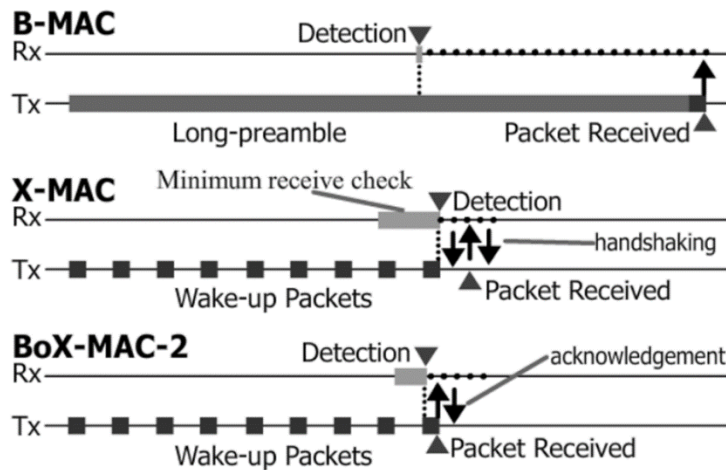 B-MAC
Detection
Rx
Tx
Long-preamble
Packet Received
X-MAC
Minimum receive check
Rx
Detection
handshaking
Tx
Wake-up Packets
Packet Received
BoX-MAC-2
Detection
acknowledgement
Rx
Tx
Wake-up Packets
Packet Received